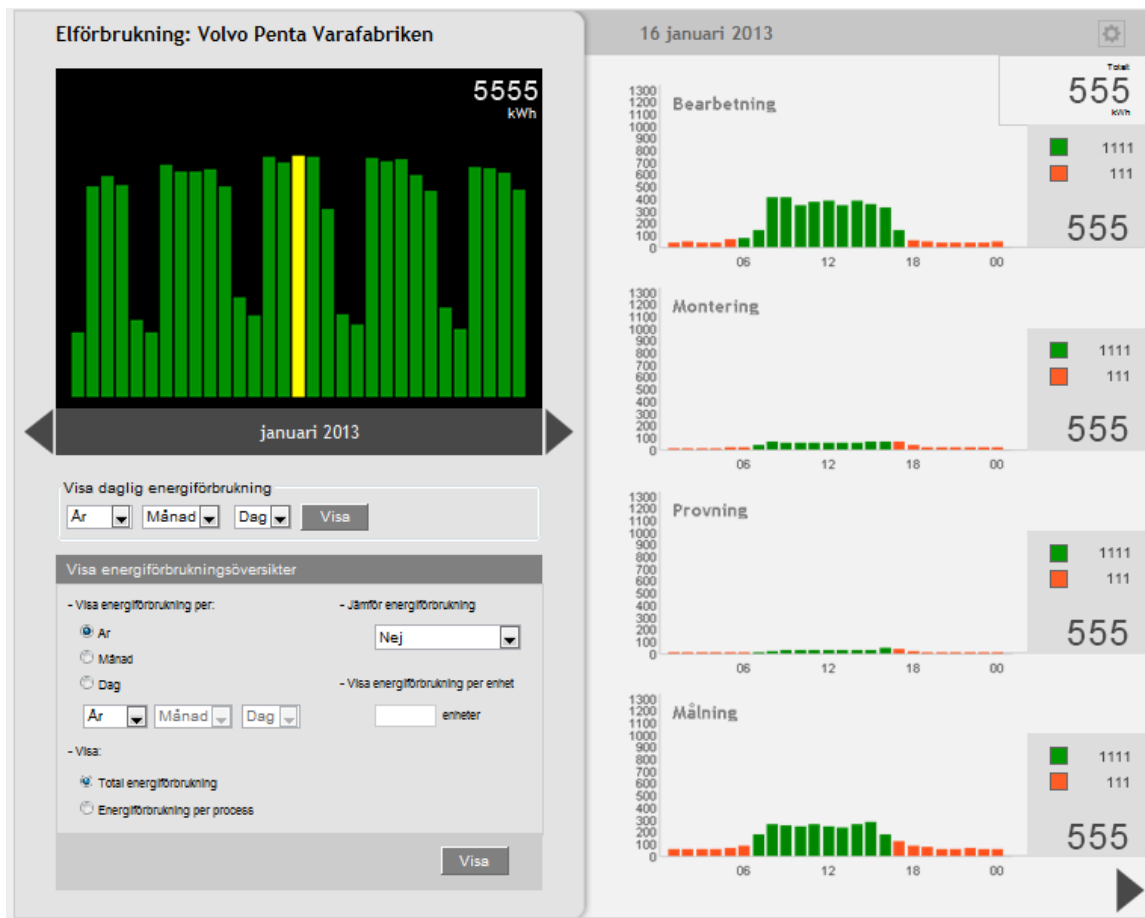 Elförbrukning: Volvo Penta Varafabriken
5555
kWh
januari 2013
Visa daglig energiförbrukning
År Månad Dag Visa
Visa energiförbrukningsöversikter
- Visa energiförbrukning per:
År
Månad
Dag
År Månad Dag
- Jämför energiförbrukning
Nej
- Visa energiförbrukning per enhet
enheter
- Visa:
Total energiförbrukning
Energiförbrukning per process
Visa
16 januari 2013
Total:
555
kWh
Bearbetning
1300
1200
1100
1000
900
800
700
600
500
400
300
200
100
0
06 12 18 00
1111
111
555
Montering
1300
1200
1100
1000
900
800
700
600
500
400
300
200
100
0
06 12 18 00
1111
111
555
Provning
1300
1200
1100
1000
900
800
700
600
500
400
300
200
100
0
06 12 18 00
1111
111
555
Målning
1300
1200
1100
1000
900
800
700
600
500
400
300
200
100
0
06 12 18 00
1111
111
555